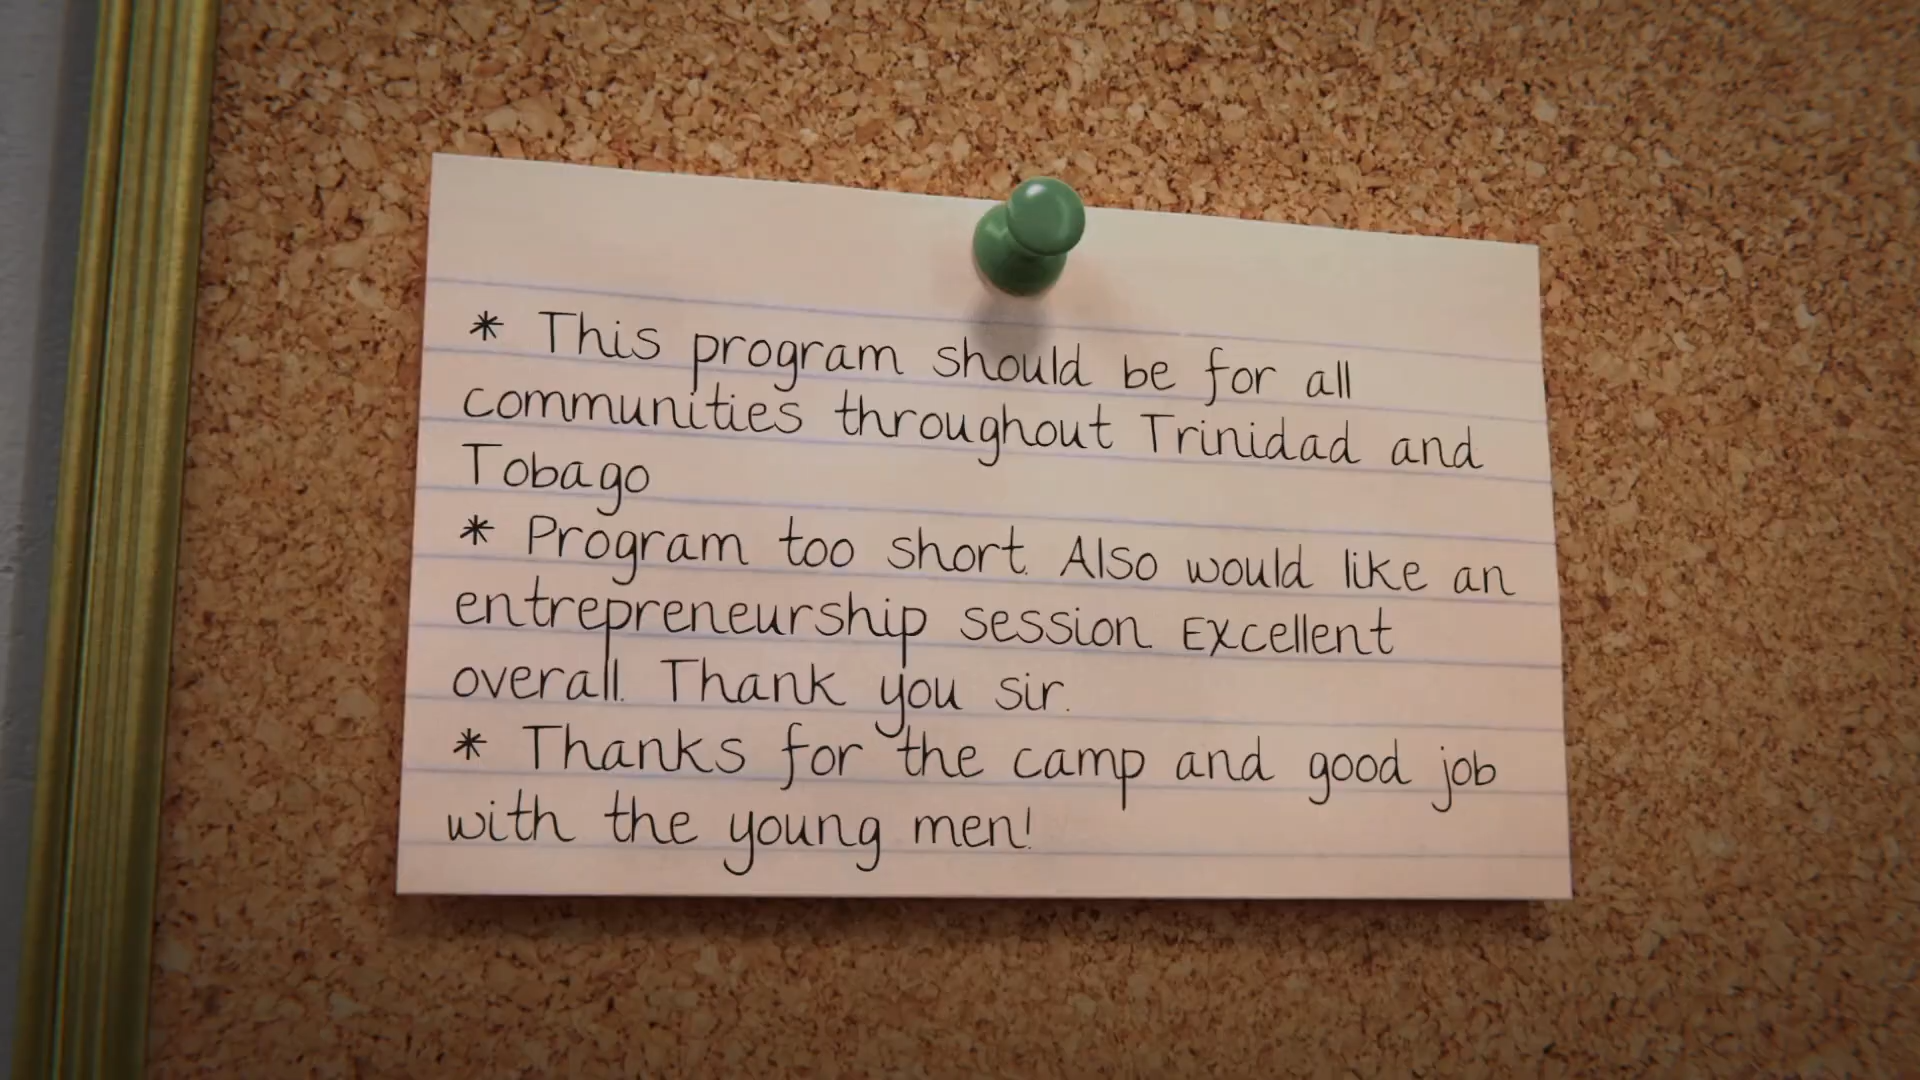 * This program should be for all
communities throughout Trinidad and
Tobago
* Program too short. Also would like an
entrepreneurship session. Excellent
overall. Thank you sir.
* Thanks for the camp and good job
with the young men!